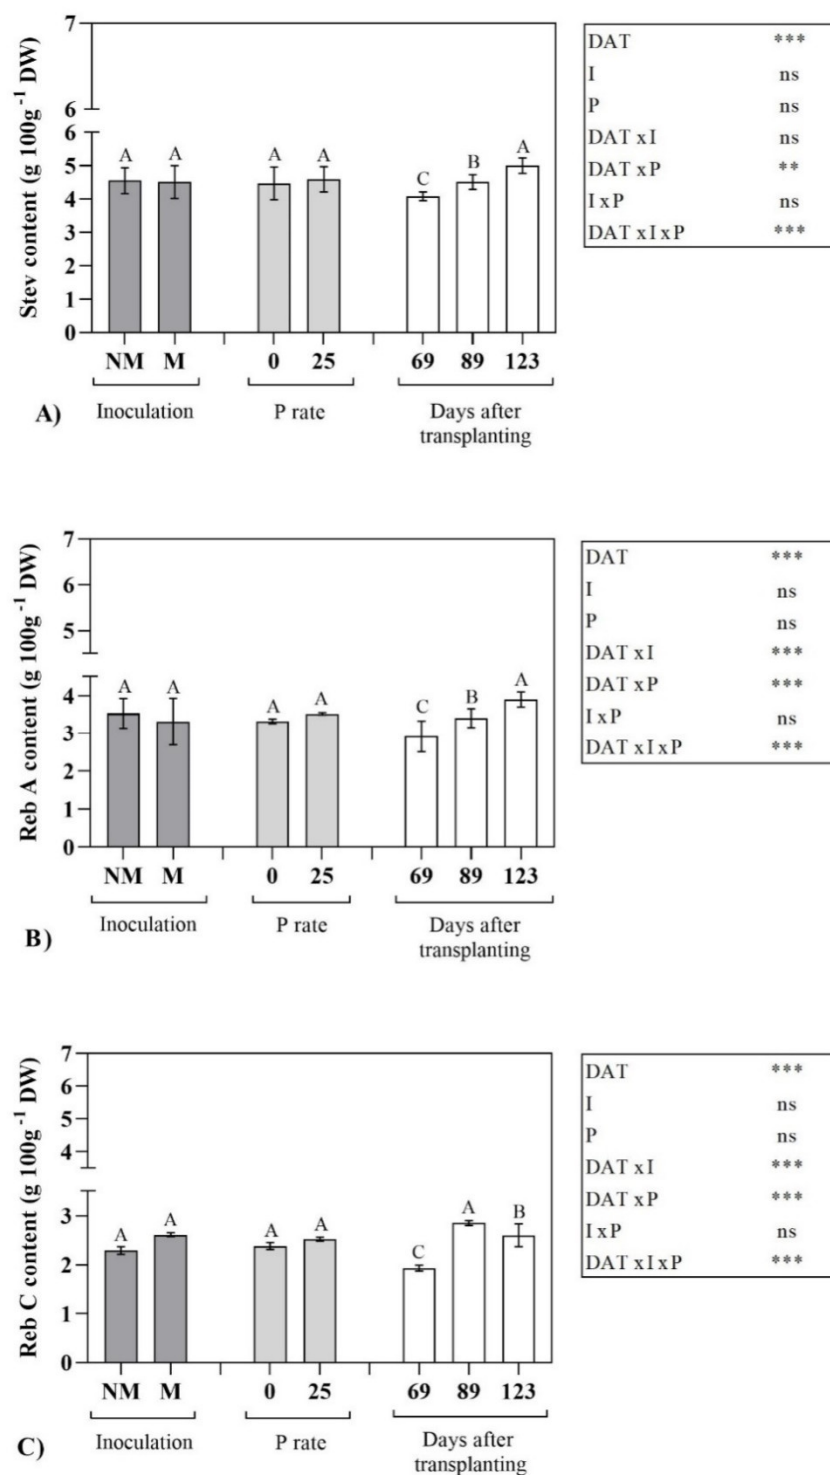 Stev content (g 100g⁻¹ DW)
7
6
6
5
4
3
2
1
0
A A A A C B A
NM M 0 25 69 89 123
Inoculation P rate Days after
transplanting
A)
DAT ***
I ns
P ns
DAT x I ns
DAT x P **
I x P ns
DAT x I x P ***
Reb A content (g 100g⁻¹ DW)
7
6
5
4
3
2
1
0
A A A A C B A
NM M 0 25 69 89 123
Inoculation P rate Days after
transplanting
B)
DAT ***
I ns
P ns
DAT x I ***
DAT x P ***
I x P ns
DAT x I x P ***
Reb C content (g 100g⁻¹ DW)
7
6
5
4
3
2
1
0
A A A A C A B
NM M 0 25 69 89 123
Inoculation P rate Days after
transplanting
C)
DAT ***
I ns
P ns
DAT x I ***
DAT x P ***
I x P ns
DAT x I x P ***